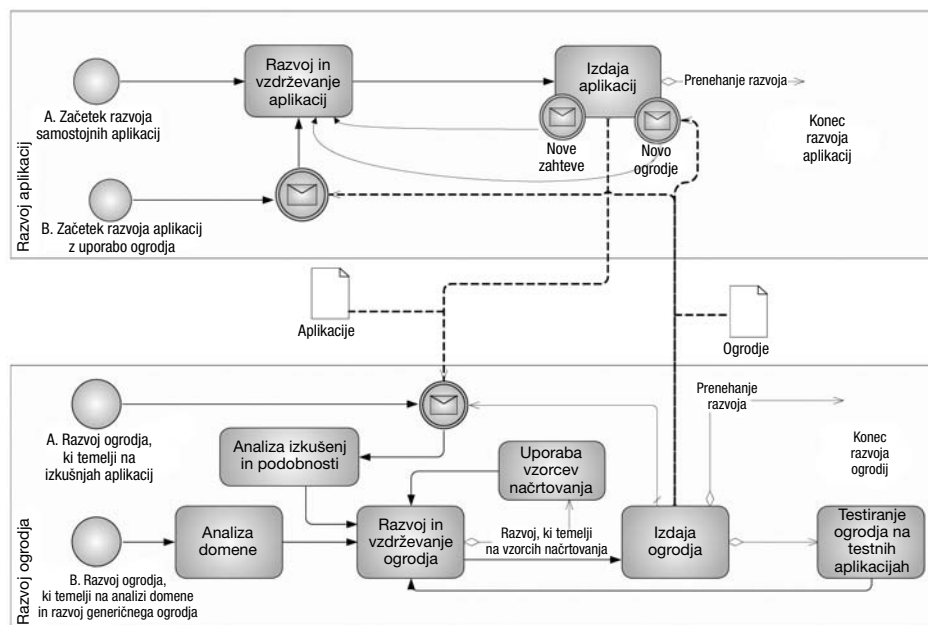 Razvoj aplikacij
A. Začetek razvoja
samostojnih aplikacij
Razvoj in
vzdrževanje
aplikacij
Izdaja
aplikacij
Prenehanje razvoja
Nove
zahteve
Novo
ogrodje
Konec
razvoja
aplikacij
B. Začetek razvoja aplikacij
z uporabo ogrodja
Aplikacije
Ogrodje
Razvoj ogrodja
A. Razvoj ogrodja,
ki temelji na
izkušnjah aplikacij
Analiza izkušenj
in podobnosti
Uporaba
vzorcev
načrtovanja
Prenehanje
razvoja
Konec
razvoja
ogrodij
Analiza
domene
Razvoj in
vzdrževanje
ogrodja
Razvoj, ki temelji
na vzorcih načrtovanja
Izdaja
ogrodja
Testiranje
ogrodja na
testnih
aplikacijah
B. Razvoj ogrodja,
ki temelji na analizi domene
in razvoj generičnega ogrodja